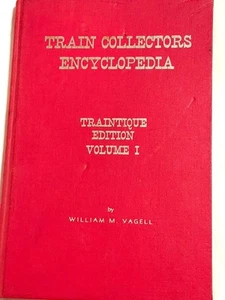 TRAIN COLLECTORS
ENCYCLOPEDIA
TRAINTIQUE
EDITION
VOLUME I
by
WILLIAM M. VAGELL